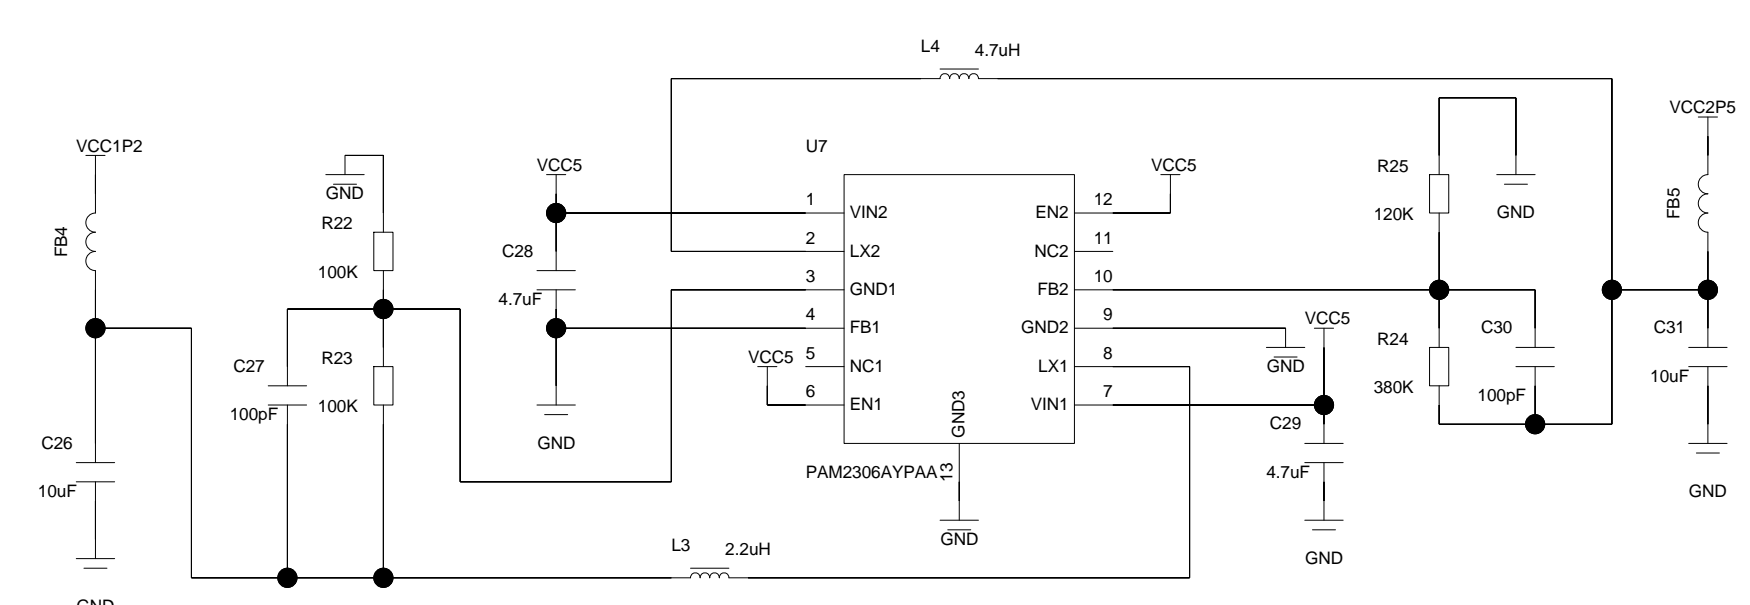 L4 4.7uH
VCC2P5
VCC1P2
U7
VCC5
VCC5
R25
GND
1 VIN2
EN2 12
120K
GND
FB5
R22
FB4
2 LX2
NC2 11
C28
100K
3 GND1
FB2 10
4.7uF
4 FB1
GND2 9
VCC5
C30
C31
R24
VCC5
5 NC1
LX1 8
GND
C27
R23
10uF
380K
100pF
6 EN1
VIN1 7
100K
100pF
GND3
C29
C26
GND
PAM2306AYPAA
13
4.7uF
10uF
GND
GND
GND
L3 2.2uH
GND